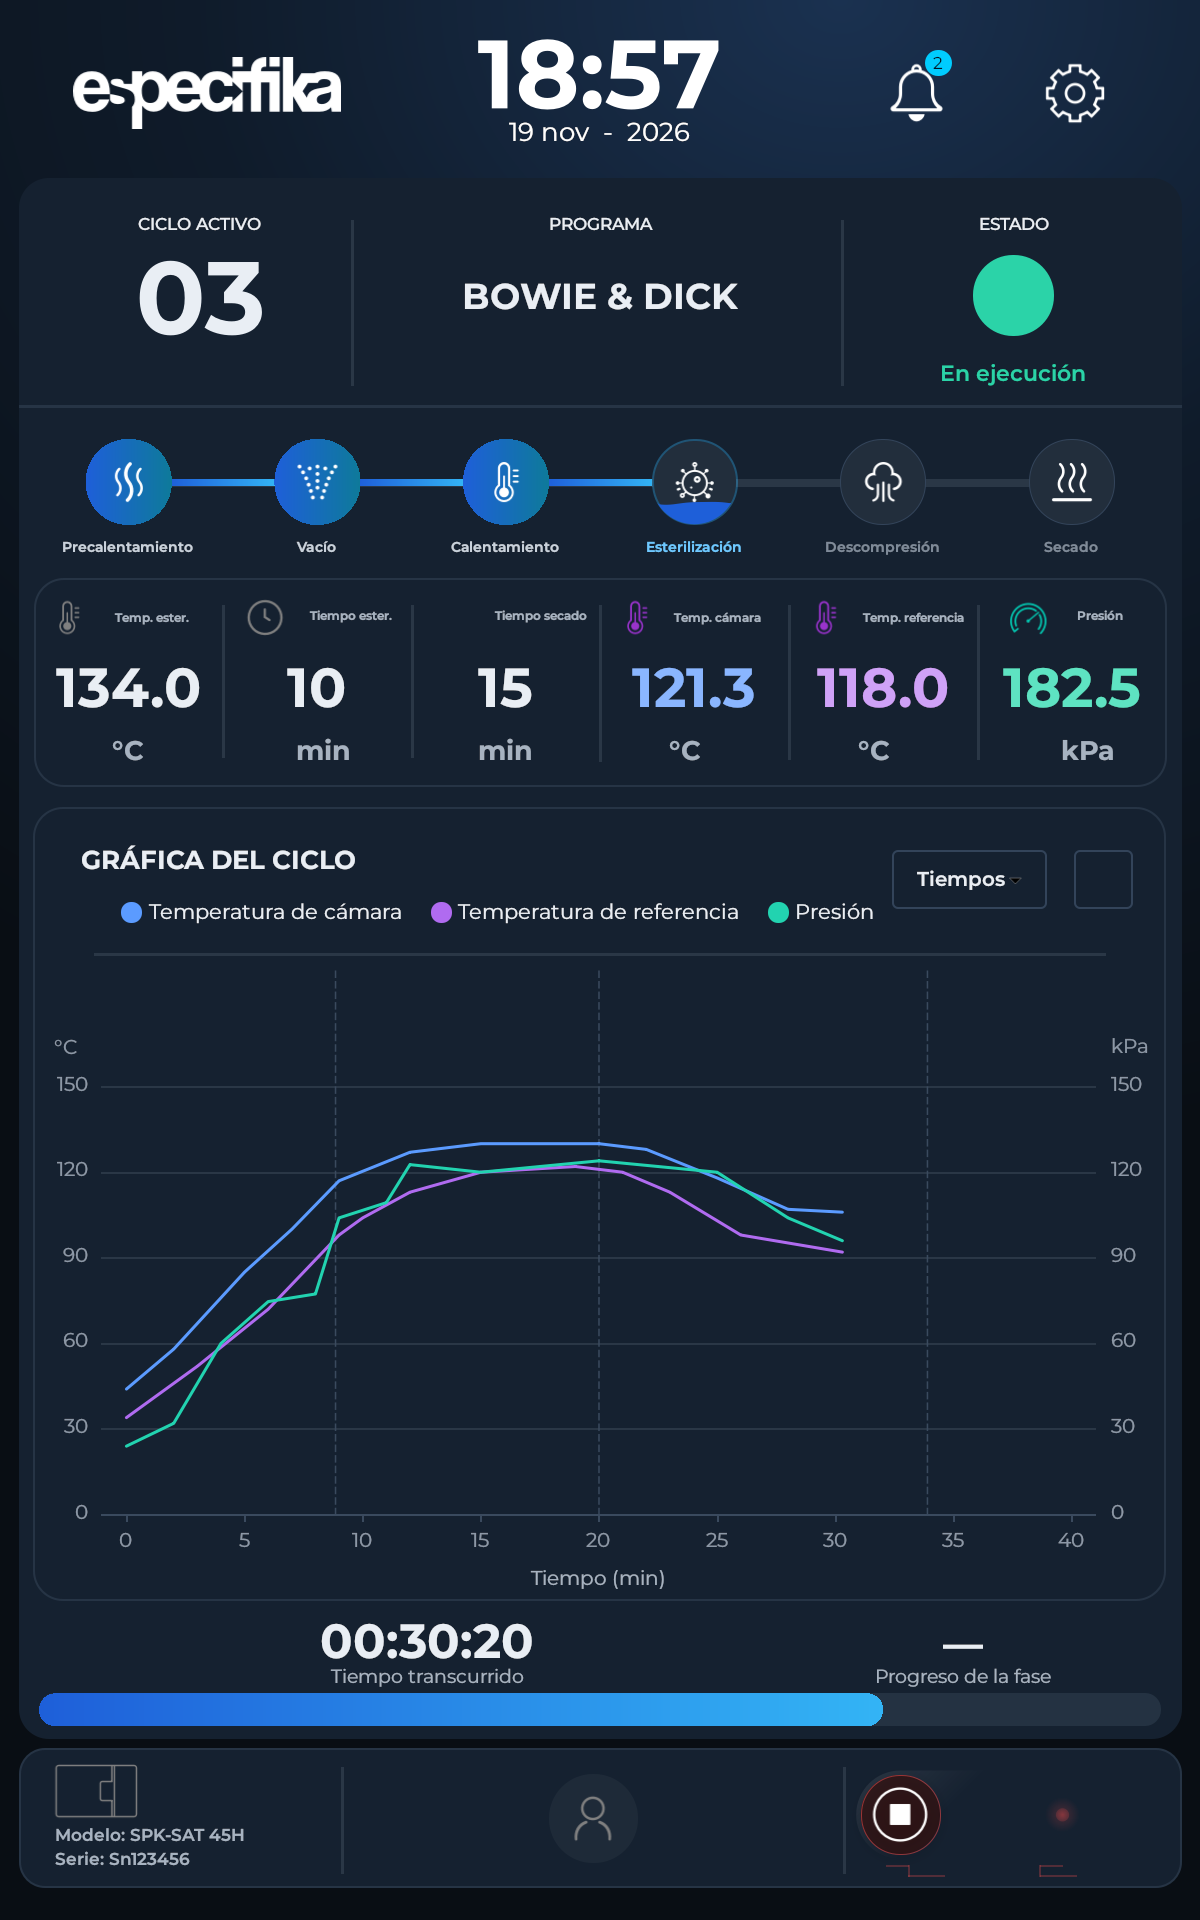 especifika
18:57
19 nov - 2026
2
CICLO ACTIVO
03
PROGRAMA
BOWIE & DICK
ESTADO
En ejecución
Precalentamiento
Vacío
Calentamiento
Esterilización
Descompresión
Secado
Temp. ester.
134.0
°C
Tiempo ester.
10
min
Tiempo secado
15
min
Temp. cámara
121.3
°C
Temp. referencia
118.0
°C
Presión
182.5
kPa
GRÁFICA DEL CICLO
Tiempos
Temperatura de cámara
Temperatura de referencia
Presión
°C
kPa
150 150
120 120
90 90
60 60
30 30
0 0
0 5 10 15 20 25 30 35 40
Tiempo (min)
00:30:20
Tiempo transcurrido
—
Progreso de la fase
Modelo: SPK-SAT 45H
Serie: Sn123456